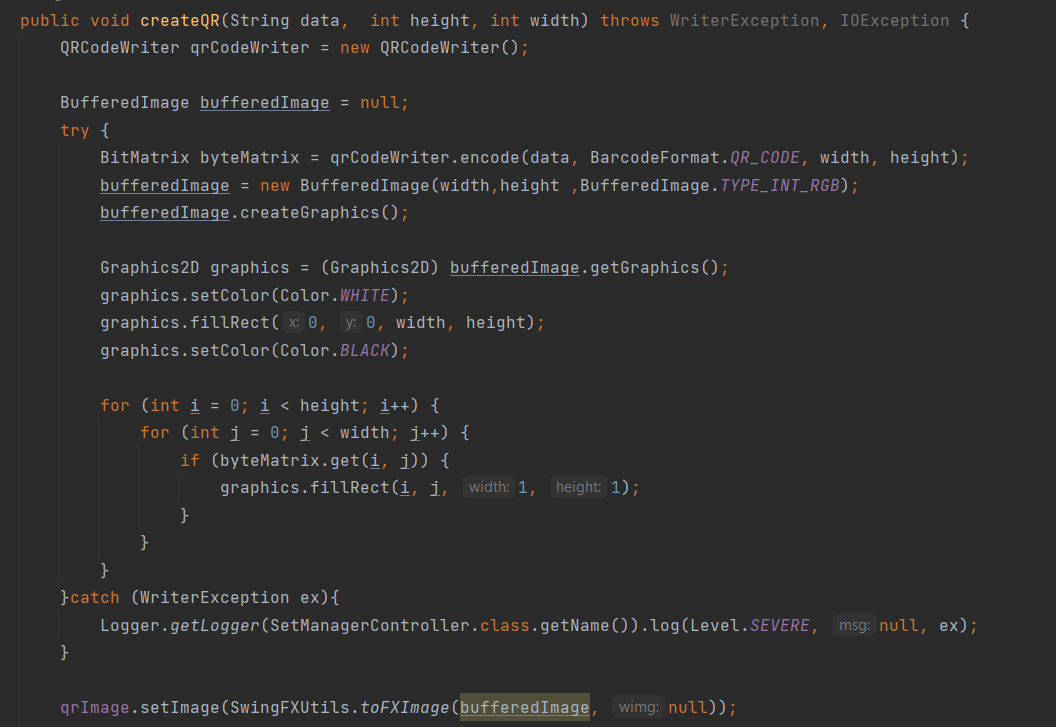 public void createQR(String data,  int height, int width) throws WriterException, IOException {
    QRCodeWriter qrCodeWriter = new QRCodeWriter();
    BufferedImage bufferedImage = null;
    try {
        BitMatrix byteMatrix = qrCodeWriter.encode(data, BarcodeFormat.QR_CODE, width, height);
        bufferedImage = new BufferedImage(width,height ,BufferedImage.TYPE_INT_RGB);
        bufferedImage.createGraphics();
        Graphics2D graphics = (Graphics2D) bufferedImage.getGraphics();
        graphics.setColor(Color.WHITE);
        graphics.fillRect( x: 0, y: 0, width, height);
        graphics.setColor(Color.BLACK);
        for (int i = 0; i < height; i++) {
            for (int j = 0; j < width; j++) {
                if (byteMatrix.get(i, j)) {
                    graphics.fillRect(i, j, width: 1, height: 1);
                }
            }
        }
    }catch (WriterException ex){
        Logger.getLogger(SetManagerController.class.getName()).log(Level.SEVERE, msg: null, ex);
    }
    qrImage.setImage(SwingFXUtils.toFXImage(bufferedImage, wimg: null));